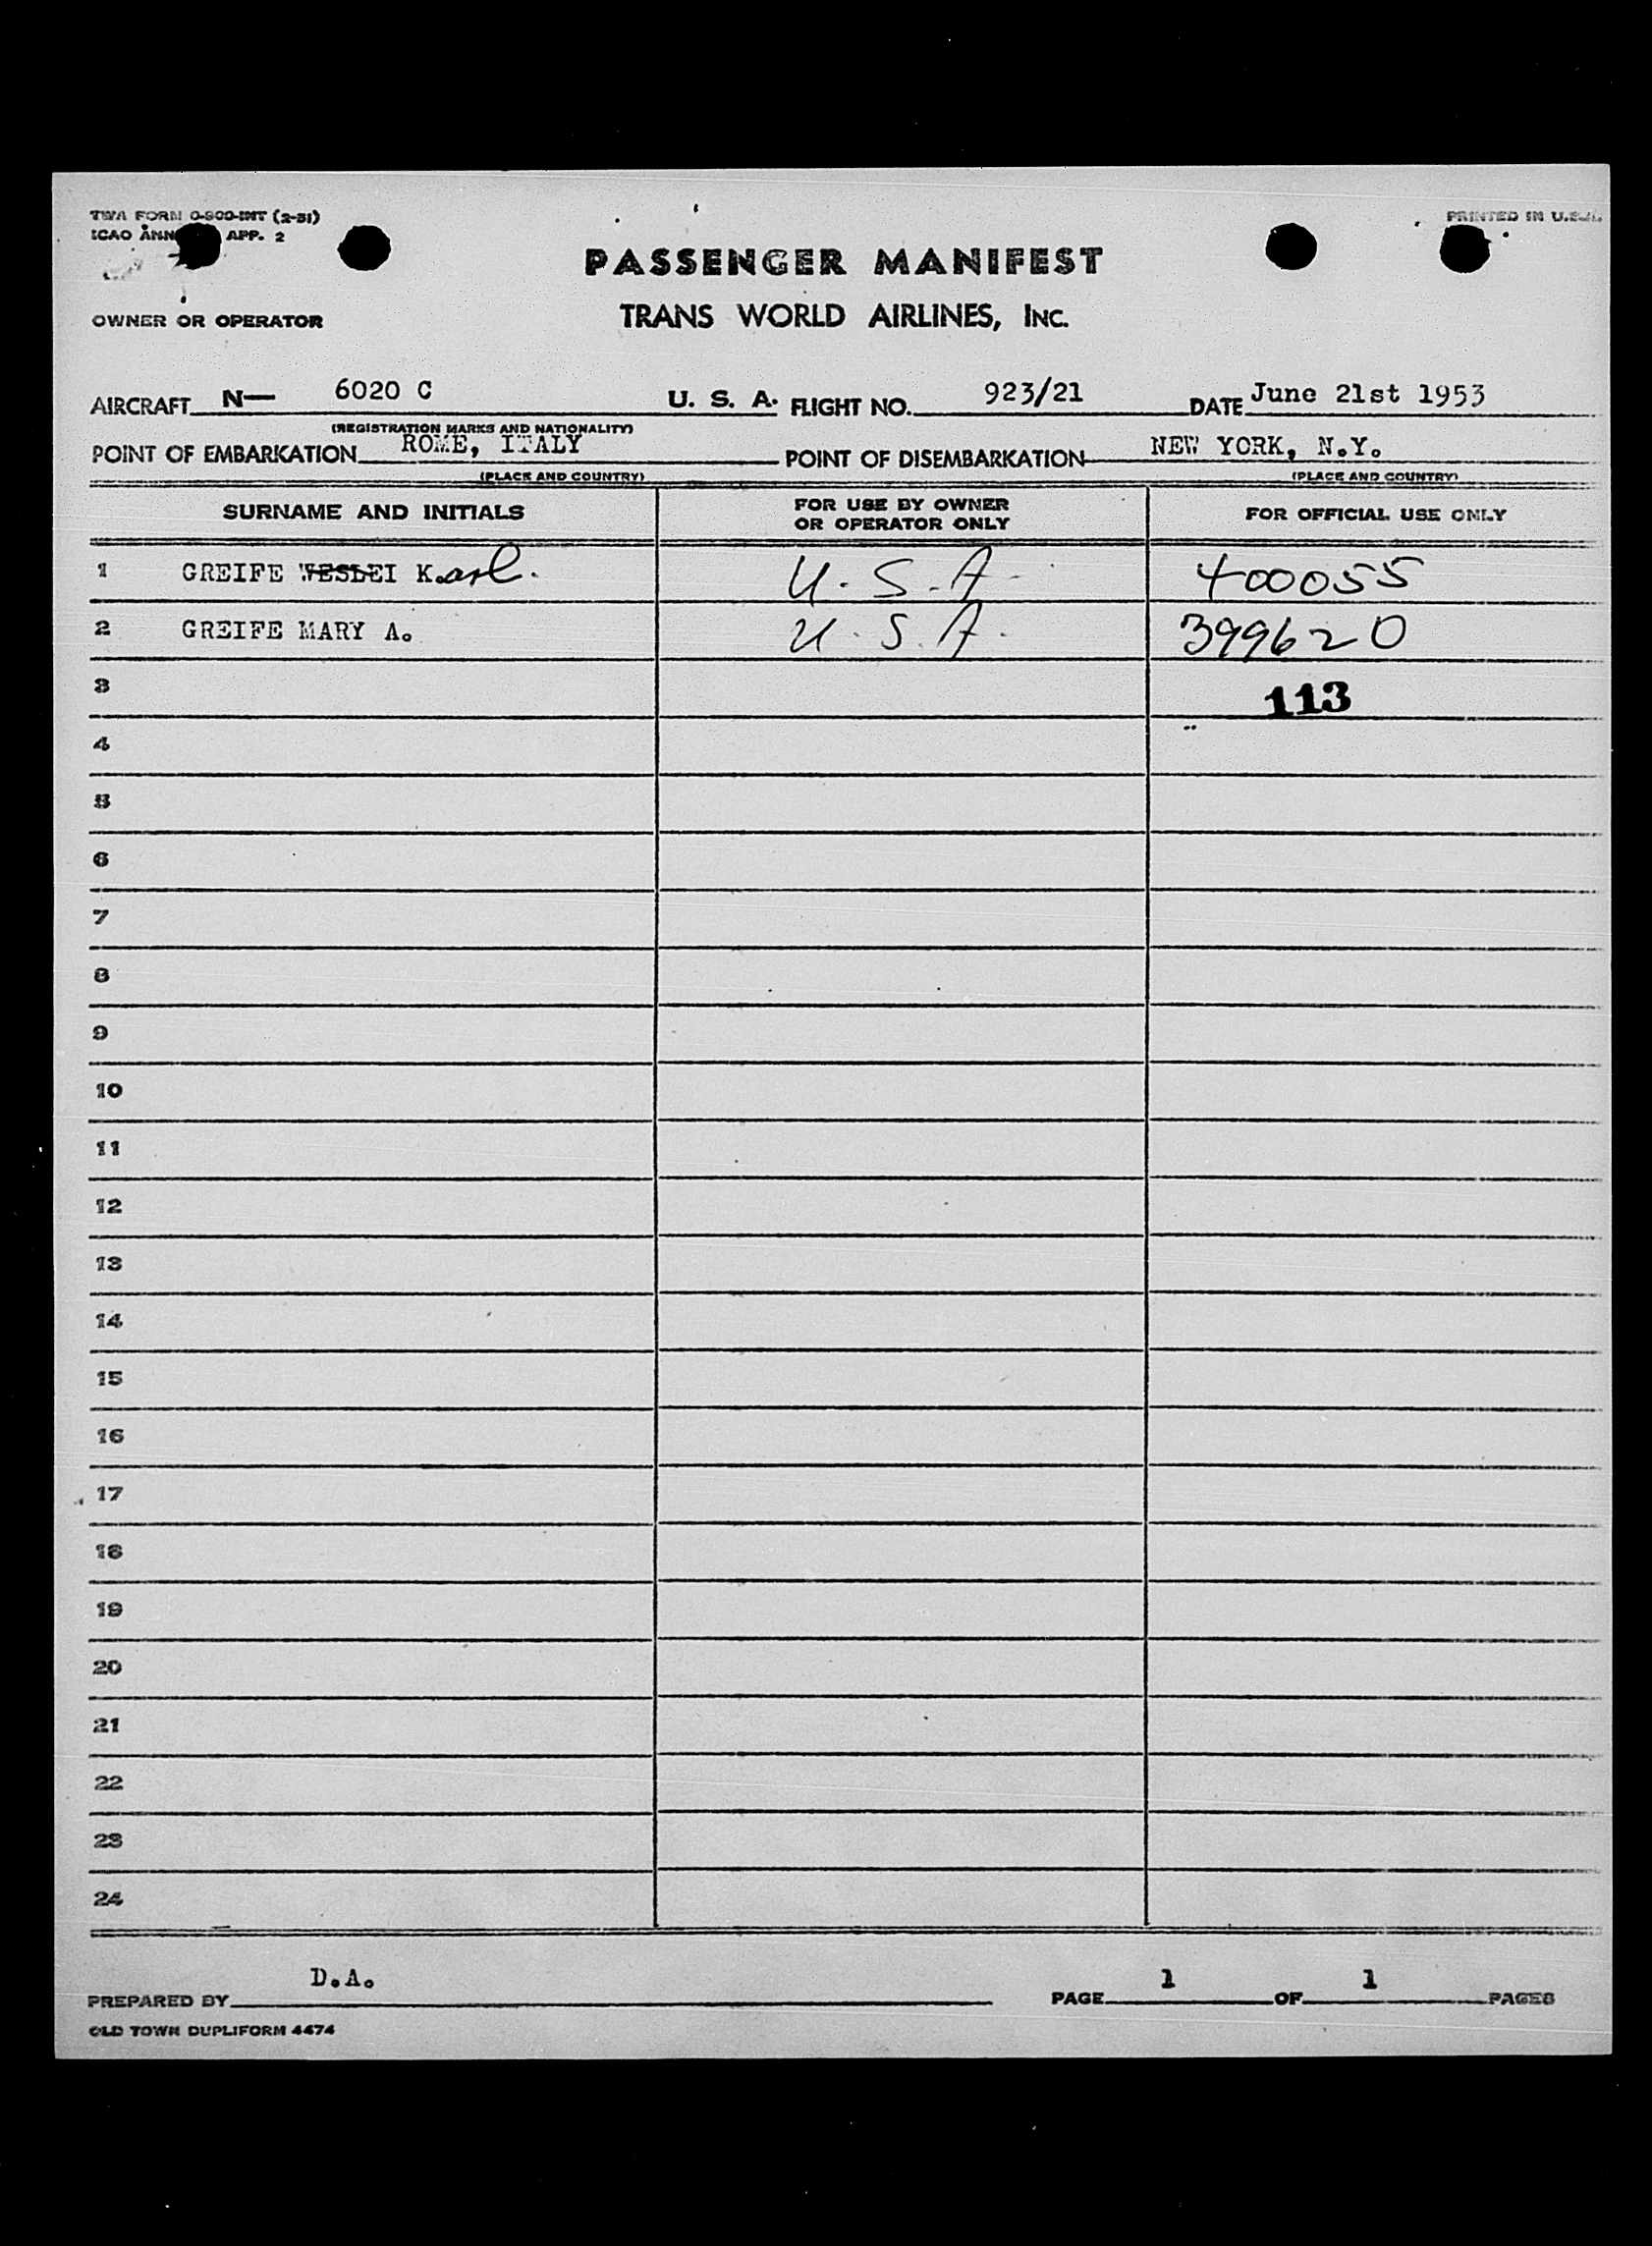 TWA FORM O-900-INT (2-51)
PRINTED IN U.S.A.
ICAO ANN APP. 2
PASSENGER MANIFEST
OWNER OR OPERATOR
TRANS WORLD AIRLINES, INC.
AIRCRAFT N— 6020 C U. S. A. FLIGHT NO. 923/21 DATE June 21st 1953
(REGISTRATION MARKS AND NATIONALITY)
POINT OF EMBARKATION ROME, ITALY POINT OF DISEMBARKATION NEW YORK, N.Y.
(PLACE AND COUNTRY) (PLACE AND COUNTRY)
SURNAME AND INITIALS FOR USE BY OWNER OR OPERATOR ONLY FOR OFFICIAL USE ONLY
1 GREIFE WESLEI Karl. U.S.A. 400055
2 GREIFE MARY A. U.S.A. 399620
3 113
4
5
6
7
8
9
10
11
12
13
14
15
16
17
18
19
20
21
22
23
24
PREPARED BY D.A. PAGE 1 OF 1 PAGES
OLD TOWN DUPLIFORM 4474